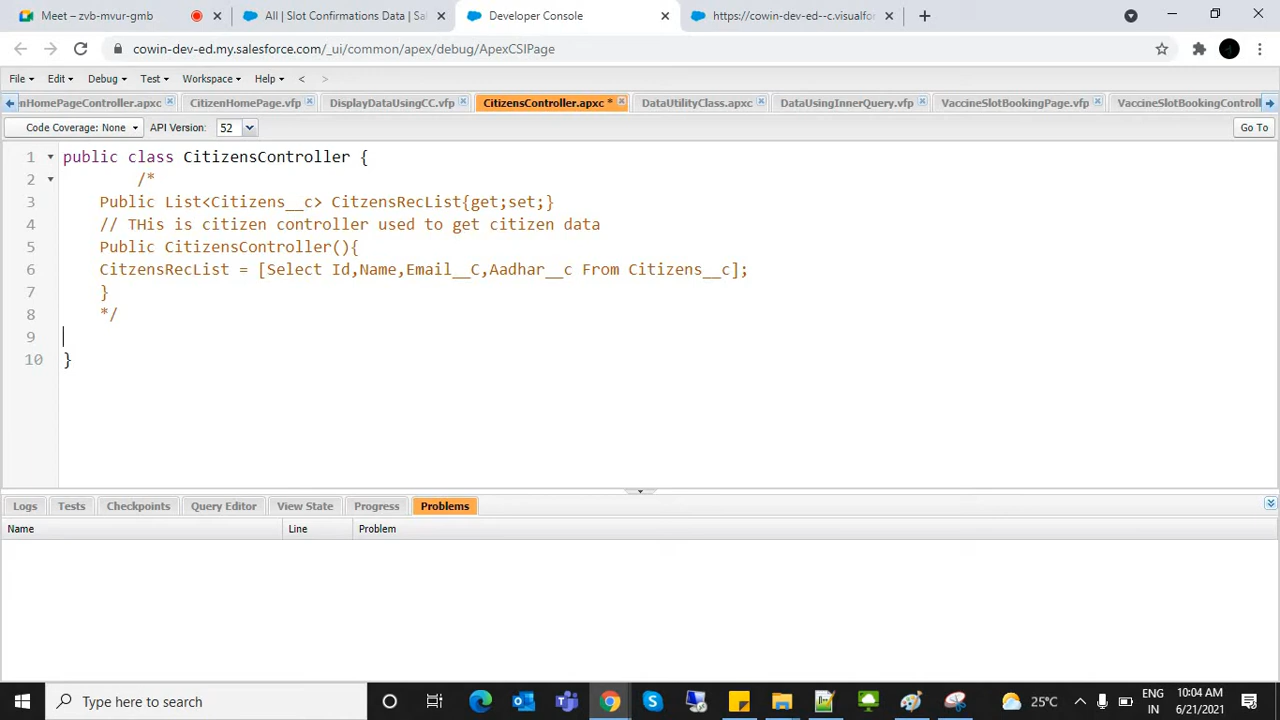 Meet – zvb-mvur-gmb
All | Slot Confirmations Data | Sa
Developer Console
https://cowin-dev-ed--c.visualfor
cowin-dev-ed.my.salesforce.com/_ui/common/apex/debug/ApexCSIPage
File Edit Debug Test Workspace Help < >
nHomePageController.apxc CitizenHomePage.vfp DisplayDataUsingCC.vfp CitizensController.apxc * DataUtilityClass.apxc DataUsingInnerQuery.vfp VaccineSlotBookingPage.vfp VaccineSlotBookingControll
Code Coverage: None API Version: 52 Go To
1 public class CitizensController {
2 /*
3 Public List<Citizens__c> CitzensRecList{get;set;}
4 // THis is citizen controller used to get citizen data
5 Public CitizensController(){
6 CitzensRecList = [Select Id,Name,Email__C,Aadhar__c From Citizens__c];
7 }
8 */
9
10 }
Logs Tests Checkpoints Query Editor View State Progress Problems
Name Line Problem
Type here to search
25°C
ENG
IN
10:04 AM
6/21/2021